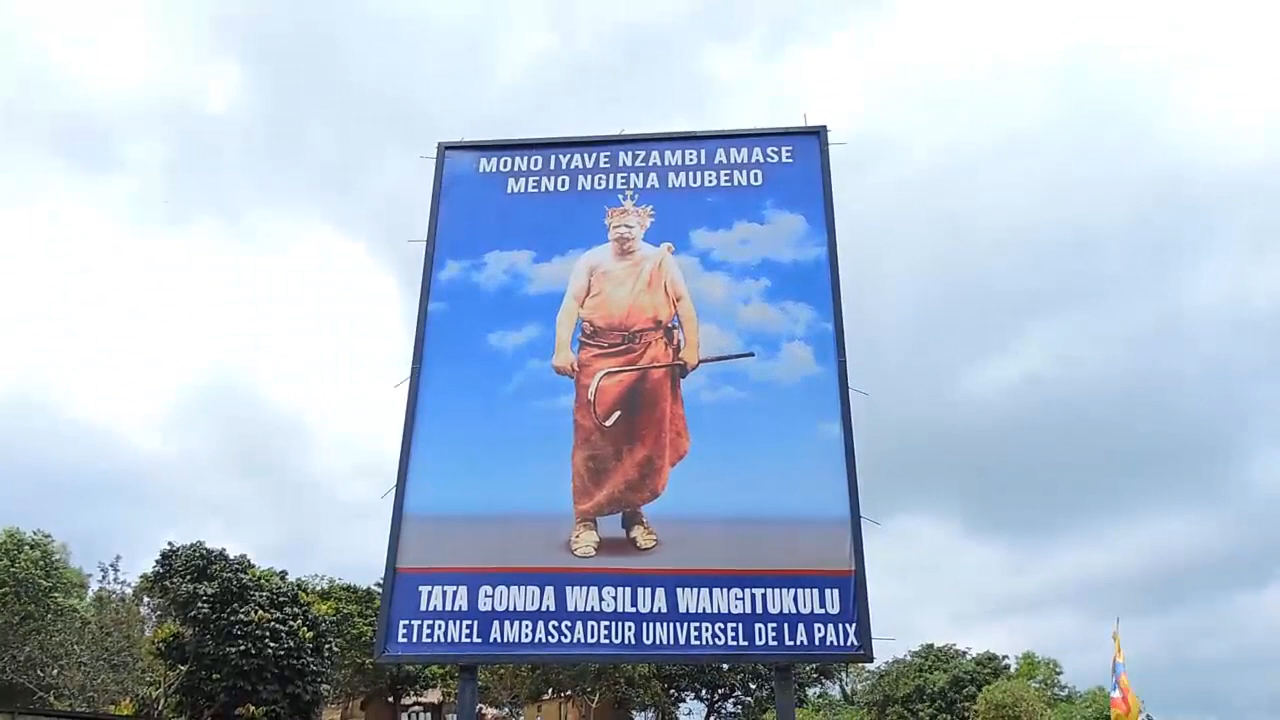 MONO IYAVE NZAMBI AMASE
MENO NGIENA MUBENO
TATA GONDA WASILUA WANGITUKULU
ETERNEL AMBASSADEUR UNIVERSEL DE LA PAIX